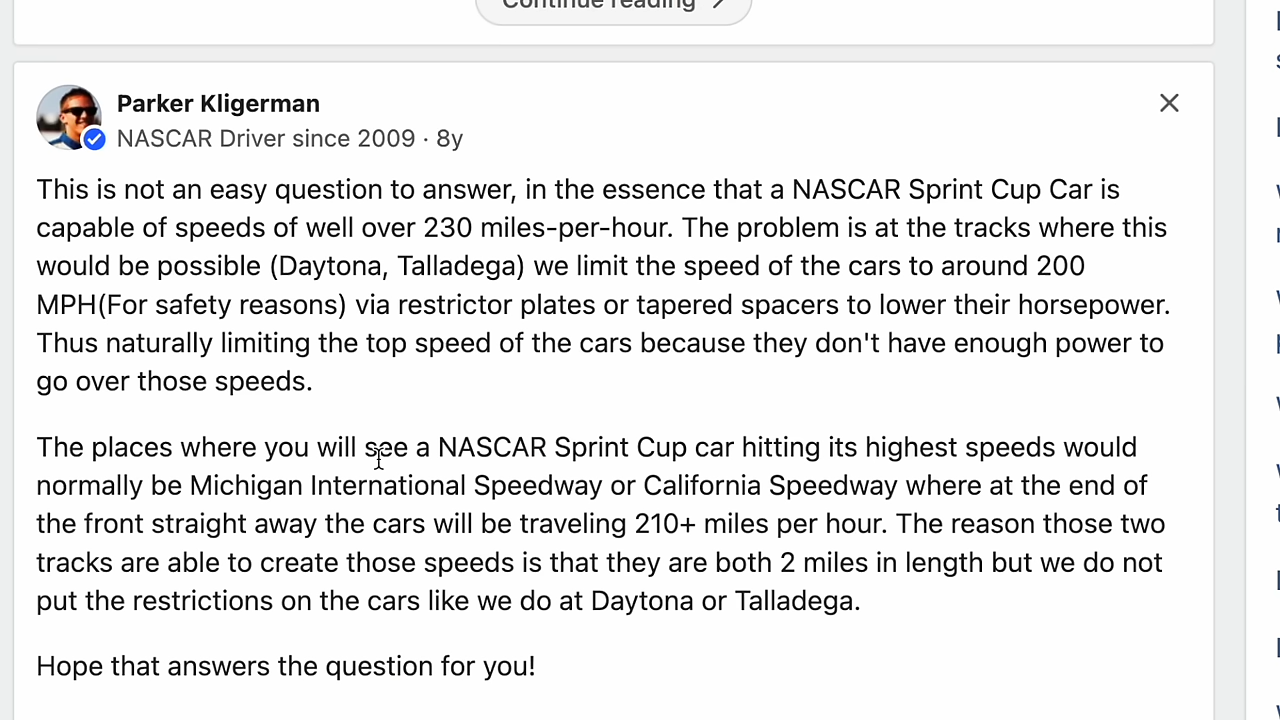 Continue reading
Parker Kligerman
NASCAR Driver since 2009 · 8y
This is not an easy question to answer, in the essence that a NASCAR Sprint Cup Car is
capable of speeds of well over 230 miles-per-hour. The problem is at the tracks where this
would be possible (Daytona, Talladega) we limit the speed of the cars to around 200
MPH(For safety reasons) via restrictor plates or tapered spacers to lower their horsepower.
Thus naturally limiting the top speed of the cars because they don't have enough power to
go over those speeds.
The places where you will see a NASCAR Sprint Cup car hitting its highest speeds would
normally be Michigan International Speedway or California Speedway where at the end of
the front straight away the cars will be traveling 210+ miles per hour. The reason those two
tracks are able to create those speeds is that they are both 2 miles in length but we do not
put the restrictions on the cars like we do at Daytona or Talladega.
Hope that answers the question for you!